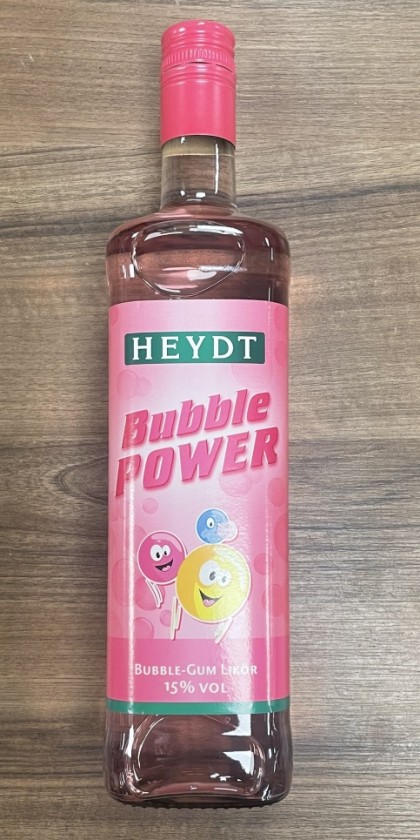 HEYDT
Bubble
POWER
BUBBLE-GUM LIKÖR
15% VOL